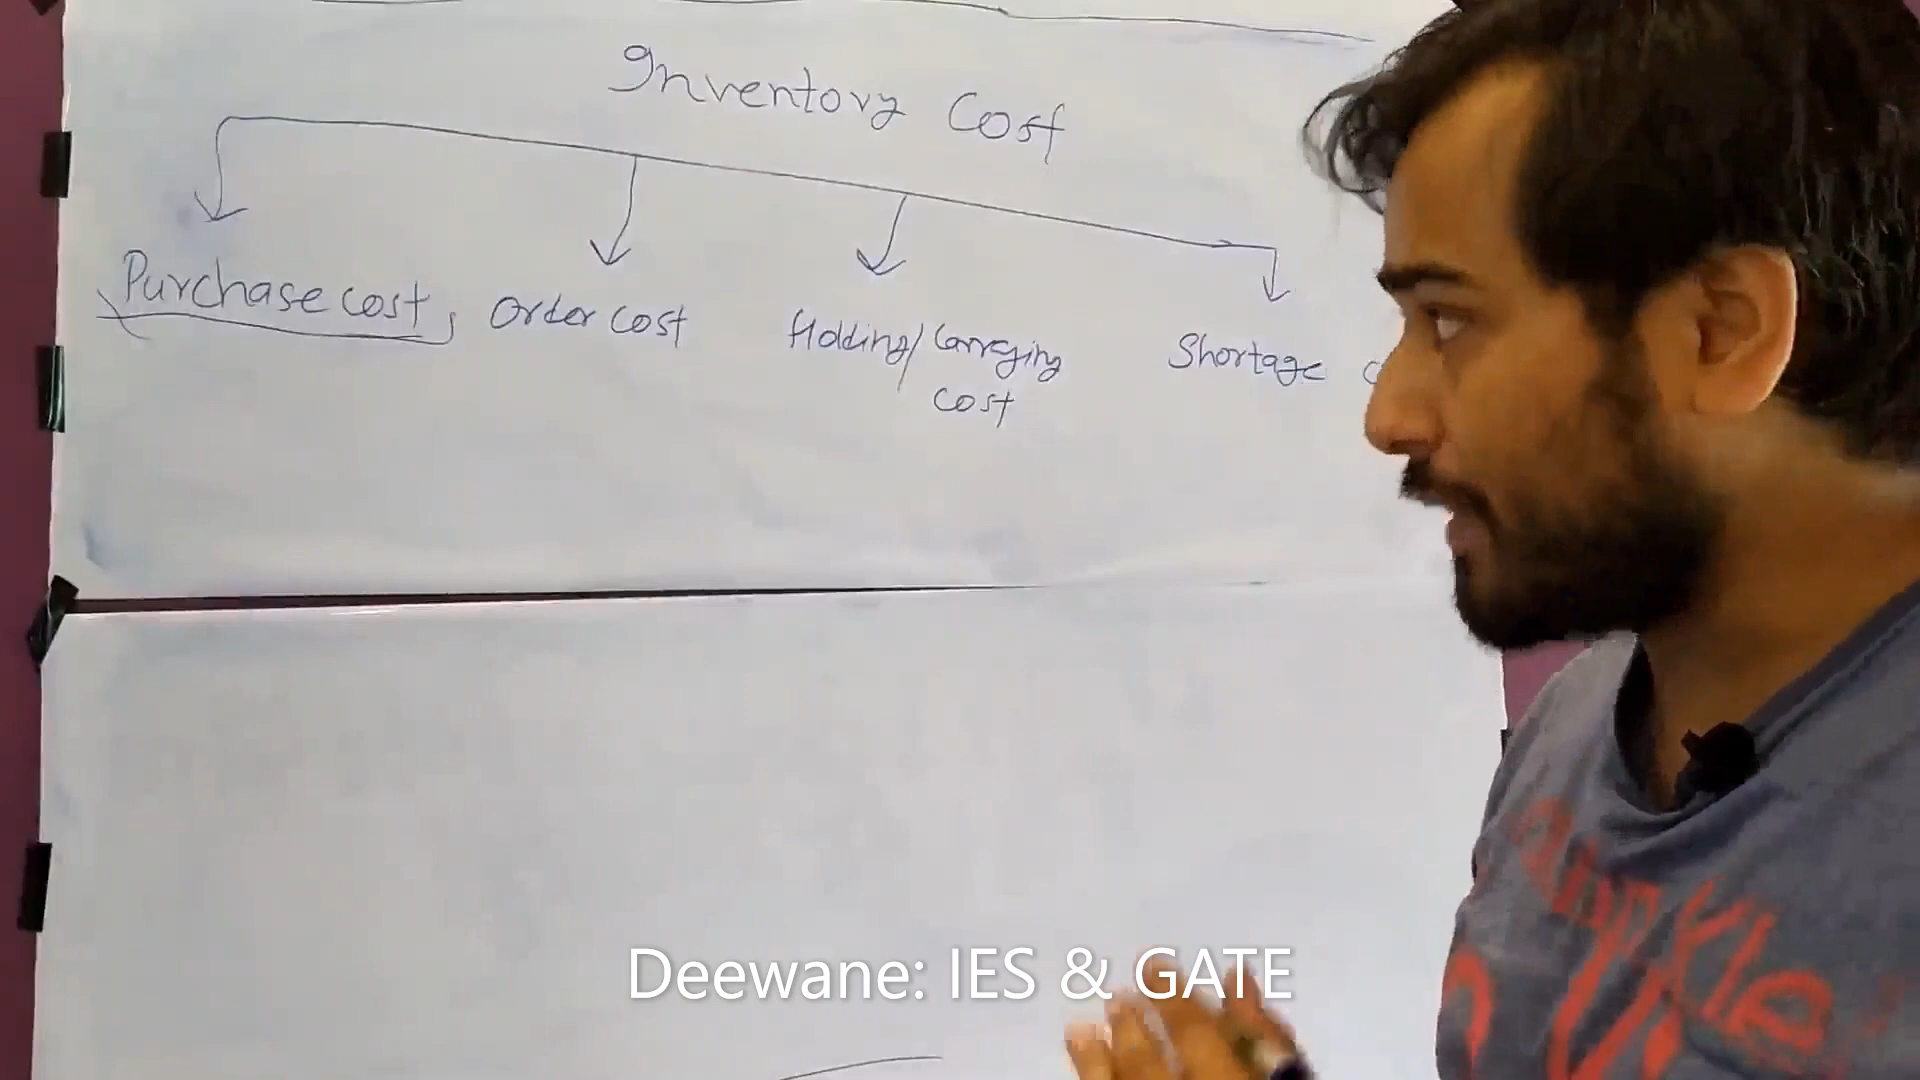 Inventory Cost
Purchase cost, Order cost Holding/Carrying Shortage
cost
Deewane: IES & GATE